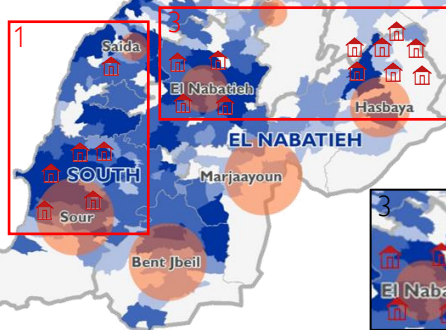 1
3
Saida
El Nabatieh
Hasbaya
EL NABATIEH
SOUTH
Marjaayoun
Sour
Bent Jbeil
3
El Naba